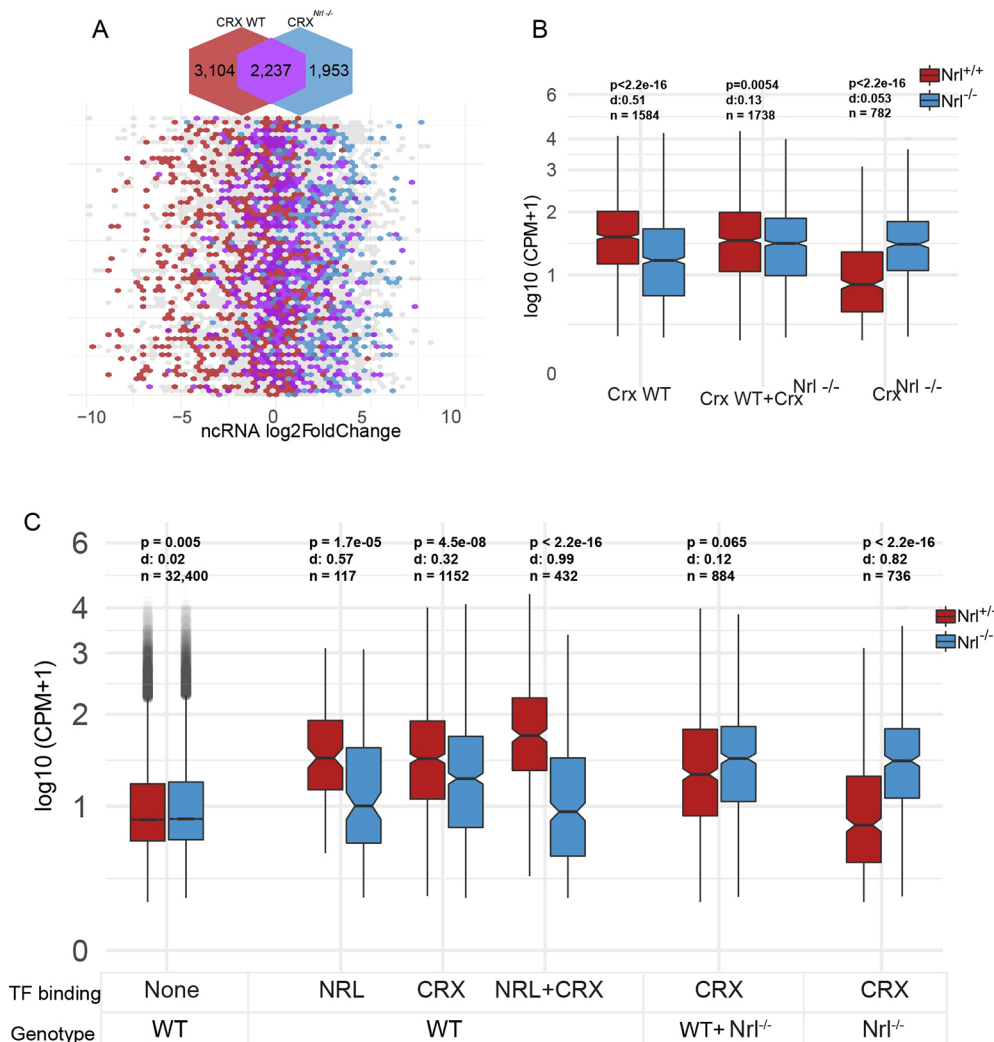 A
CRX WT
CRX Nrl -/-
3,104 2,237 1,953
−10 −5 0 5 10
ncRNA log2FoldChange
B
p<2.2e-16 p=0.0054 p<2.2e-16
d:0.51 d:0.13 d:0.053
n = 1584 n = 1738 n = 782
Nrl+/+
Nrl-/-
log10 (CPM+1)
6
4
3
2
1
0
Crx WT Crx WT+Crx Nrl -/- Crx Nrl -/-
C
p = 0.005 p = 1.7e-05 p = 4.5e-08 p < 2.2e-16 p = 0.065 p < 2.2e-16
d: 0.02 d: 0.57 d: 0.32 d: 0.99 d: 0.12 d: 0.82
n = 32,400 n = 117 n = 1152 n = 432 n = 884 n = 736
Nrl+/-
Nrl-/-
log10 (CPM+1)
6
4
3
2
1
0
TF binding None NRL CRX NRL+CRX CRX CRX
Genotype WT WT WT+ Nrl-/- Nrl-/-